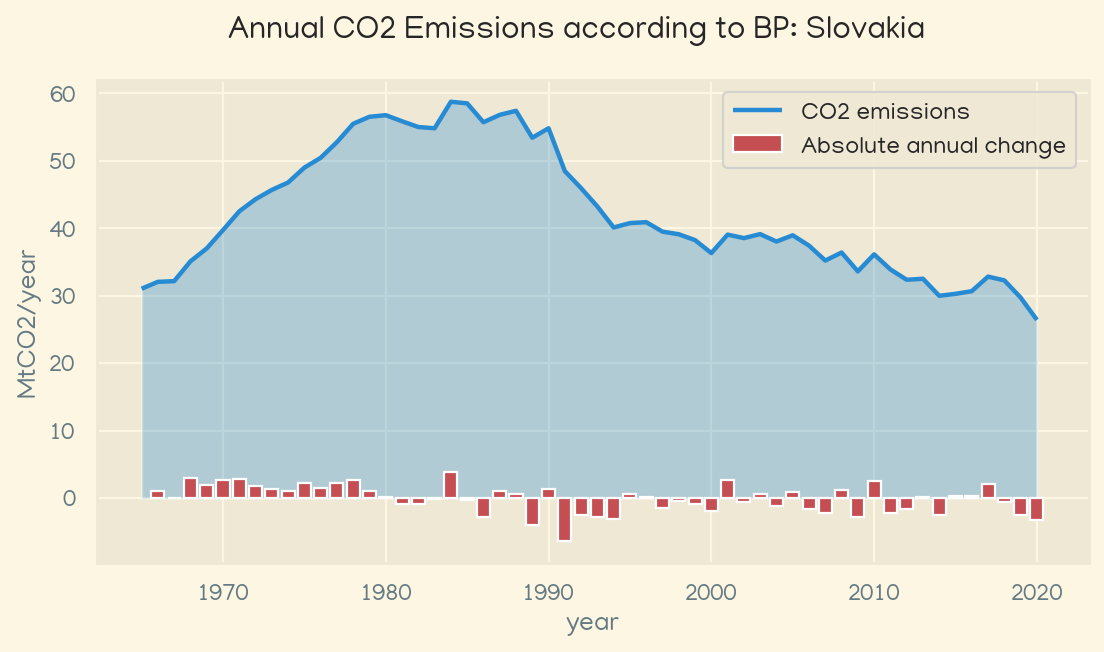 Annual CO2 Emissions according to BP: Slovakia
CO2 emissions
Absolute annual change
MtCO2/year
60
50
40
30
20
10
0
1970 1980 1990 2000 2010 2020
year